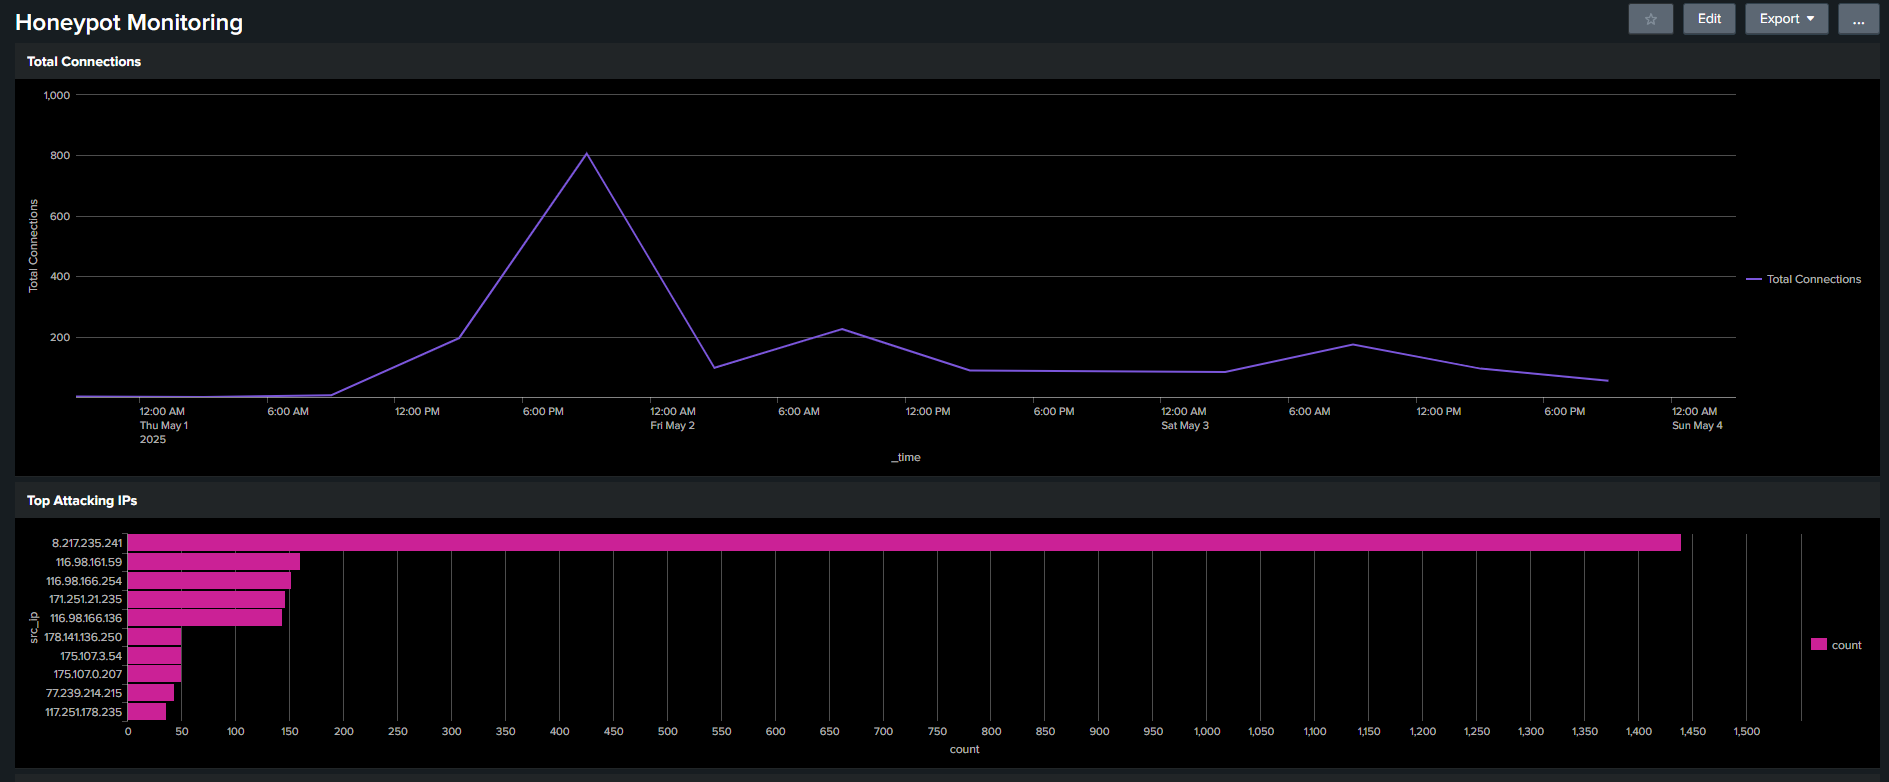 Honeypot Monitoring
Edit
Export
...
Total Connections
1,000
800
600
400
200
Total Connections
Total Connections
12:00 AM
Thu May 1
2025
6:00 AM
12:00 PM
6:00 PM
12:00 AM
Fri May 2
6:00 AM
12:00 PM
6:00 PM
12:00 AM
Sat May 3
6:00 AM
12:00 PM
6:00 PM
12:00 AM
Sun May 4
_time
Top Attacking IPs
8.217.235.241
116.98.161.59
116.98.166.254
171.251.21.235
116.98.166.136
178.141.136.250
175.107.3.54
175.107.0.207
77.239.214.215
117.251.178.235
src_ip
count
0 50 100 150 200 250 300 350 400 450 500 550 600 650 700 750 800 850 900 950 1,000 1,050 1,100 1,150 1,200 1,250 1,300 1,350 1,400 1,450 1,500
count